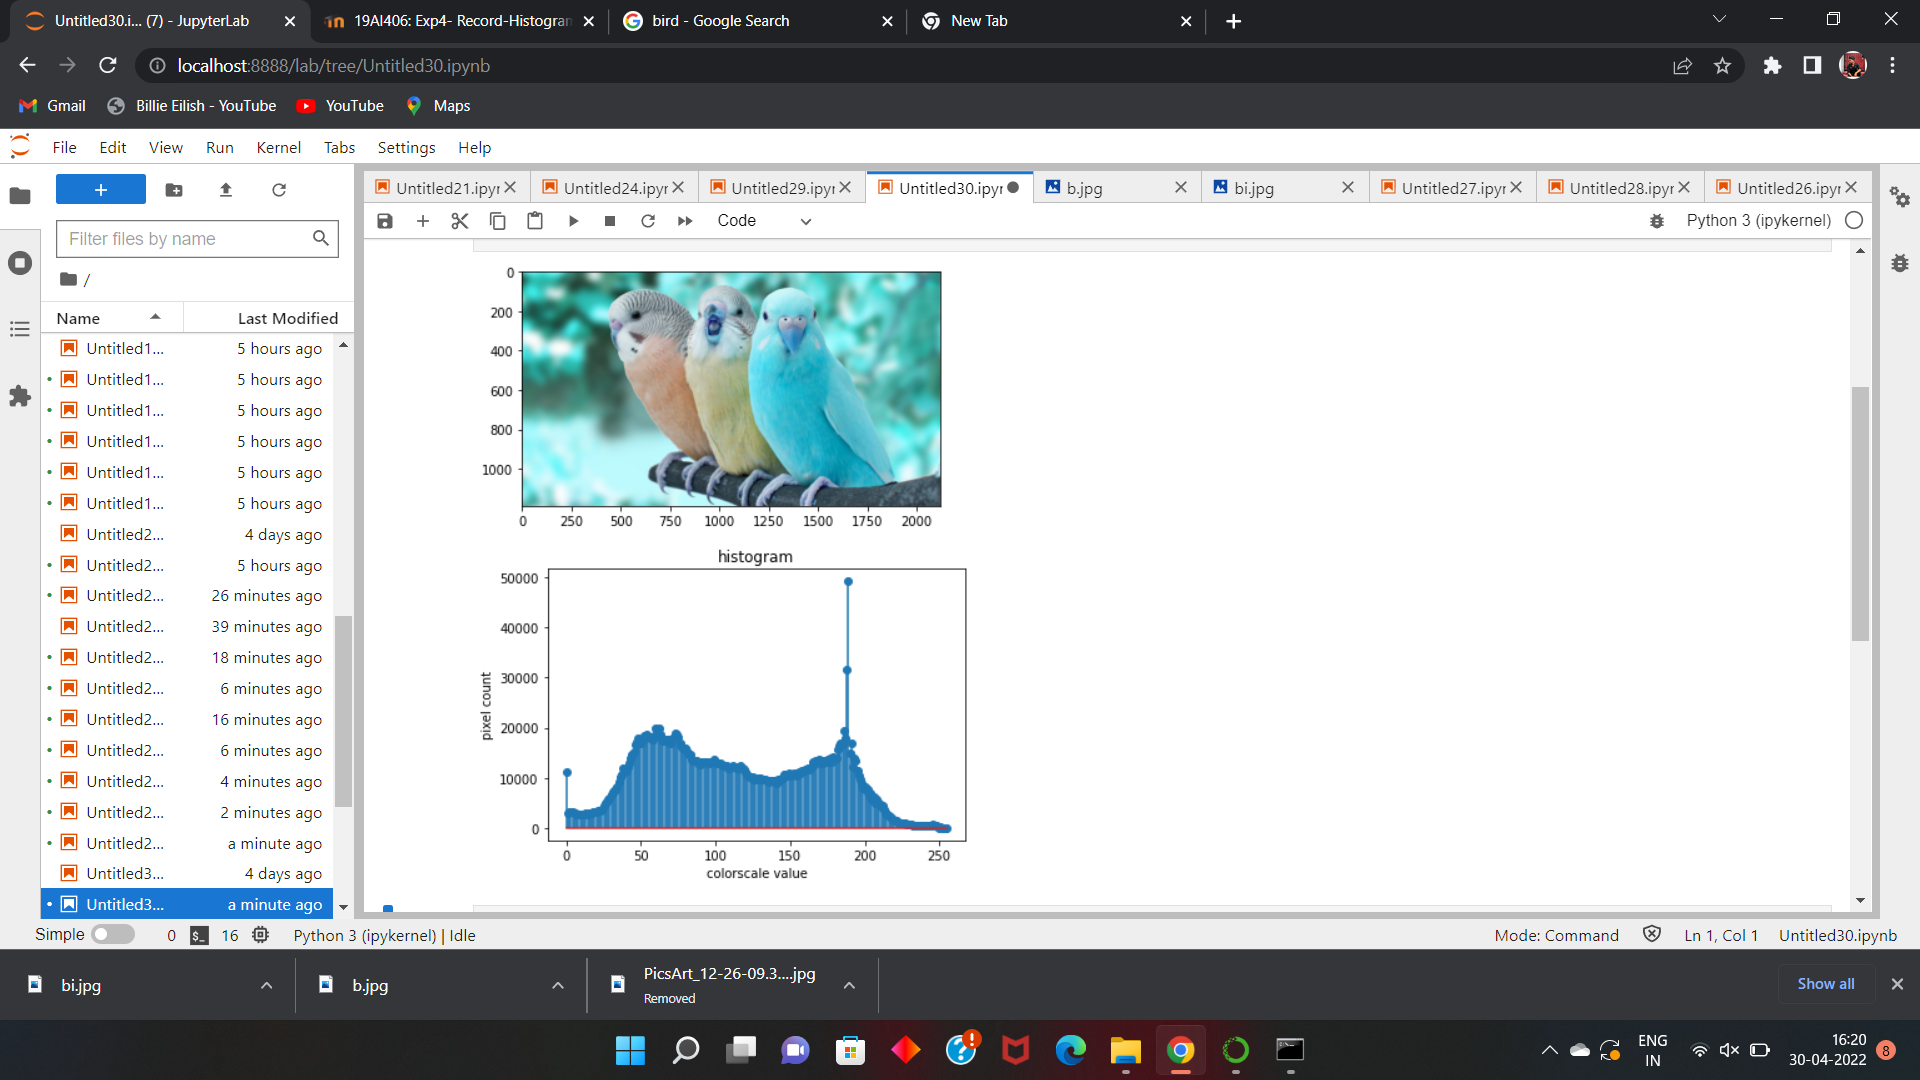 Untitled30.i... (7) - JupyterLab
19AI406: Exp4- Record-Histogram
bird - Google Search
New Tab
localhost:8888/lab/tree/Untitled30.ipynb
Gmail
Billie Eilish - YouTube
YouTube
Maps
File Edit View Run Kernel Tabs Settings Help
Untitled21.ipyr
Untitled24.ipyr
Untitled29.ipyr
Untitled30.ipyr
b.jpg
bi.jpg
Untitled27.ipyr
Untitled28.ipyr
Untitled26.ipyr
Code
Python 3 (ipykernel)
Filter files by name
/
Name Last Modified
Untitled1... 5 hours ago
Untitled1... 5 hours ago
Untitled1... 5 hours ago
Untitled1... 5 hours ago
Untitled1... 5 hours ago
Untitled1... 5 hours ago
Untitled2... 4 days ago
Untitled2... 5 hours ago
Untitled2... 26 minutes ago
Untitled2... 39 minutes ago
Untitled2... 18 minutes ago
Untitled2... 6 minutes ago
Untitled2... 16 minutes ago
Untitled2... 6 minutes ago
Untitled2... 4 minutes ago
Untitled2... 2 minutes ago
Untitled2... a minute ago
Untitled3... 4 days ago
Untitled3... a minute ago
0
200
400
600
800
1000
0 250 500 750 1000 1250 1500 1750 2000
histogram
50000
40000
30000
20000
10000
0
pixel count
0 50 100 150 200 250
colorscale value
Simple 0 $_ 16 Python 3 (ipykernel) | Idle
Mode: Command Ln 1, Col 1 Untitled30.ipynb
bi.jpg
b.jpg
PicsArt_12-26-09.3....jpg
Removed
Show all
ENG
IN
16:20
30-04-2022
8